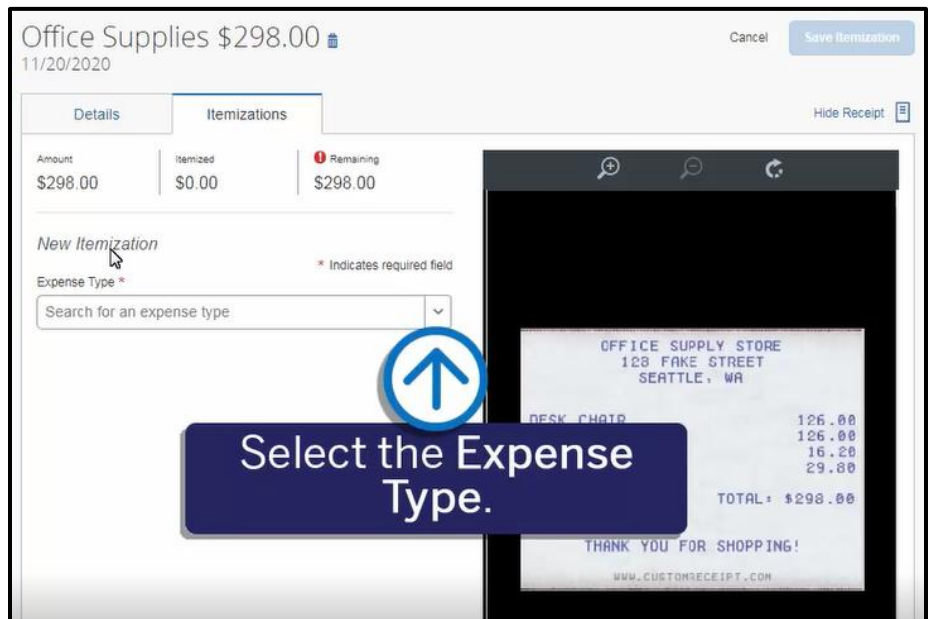 Office Supplies $298.00
Cancel
Save Itemization
11/20/2020
Details
Itemizations
Hide Receipt
Amount
Itemized
Remaining
$298.00
$0.00
$298.00
New Itemization
* Indicates required field
Expense Type *
Search for an expense type
OFFICE SUPPLY STORE
123 FAKE STREET
SEATTLE, WA
DESK CHAIR 126.00
126.00
16.20
29.80
TOTAL: $298.00
THANK YOU FOR SHOPPING!
WWW.CUSTOMRECEIPT.COM
Select the Expense
Type.